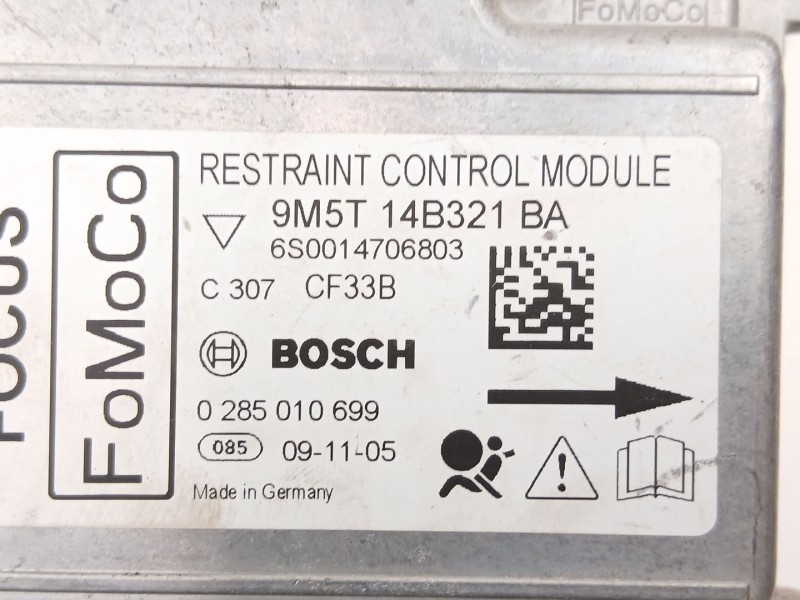 FoMoCo
FOCUS
FoMoCo
RESTRAINT CONTROL MODULE
9M5T 14B321 BA
6S0014706803
C 307 CF33B
BOSCH
0 285 010 699
085 09-11-05
Made in Germany